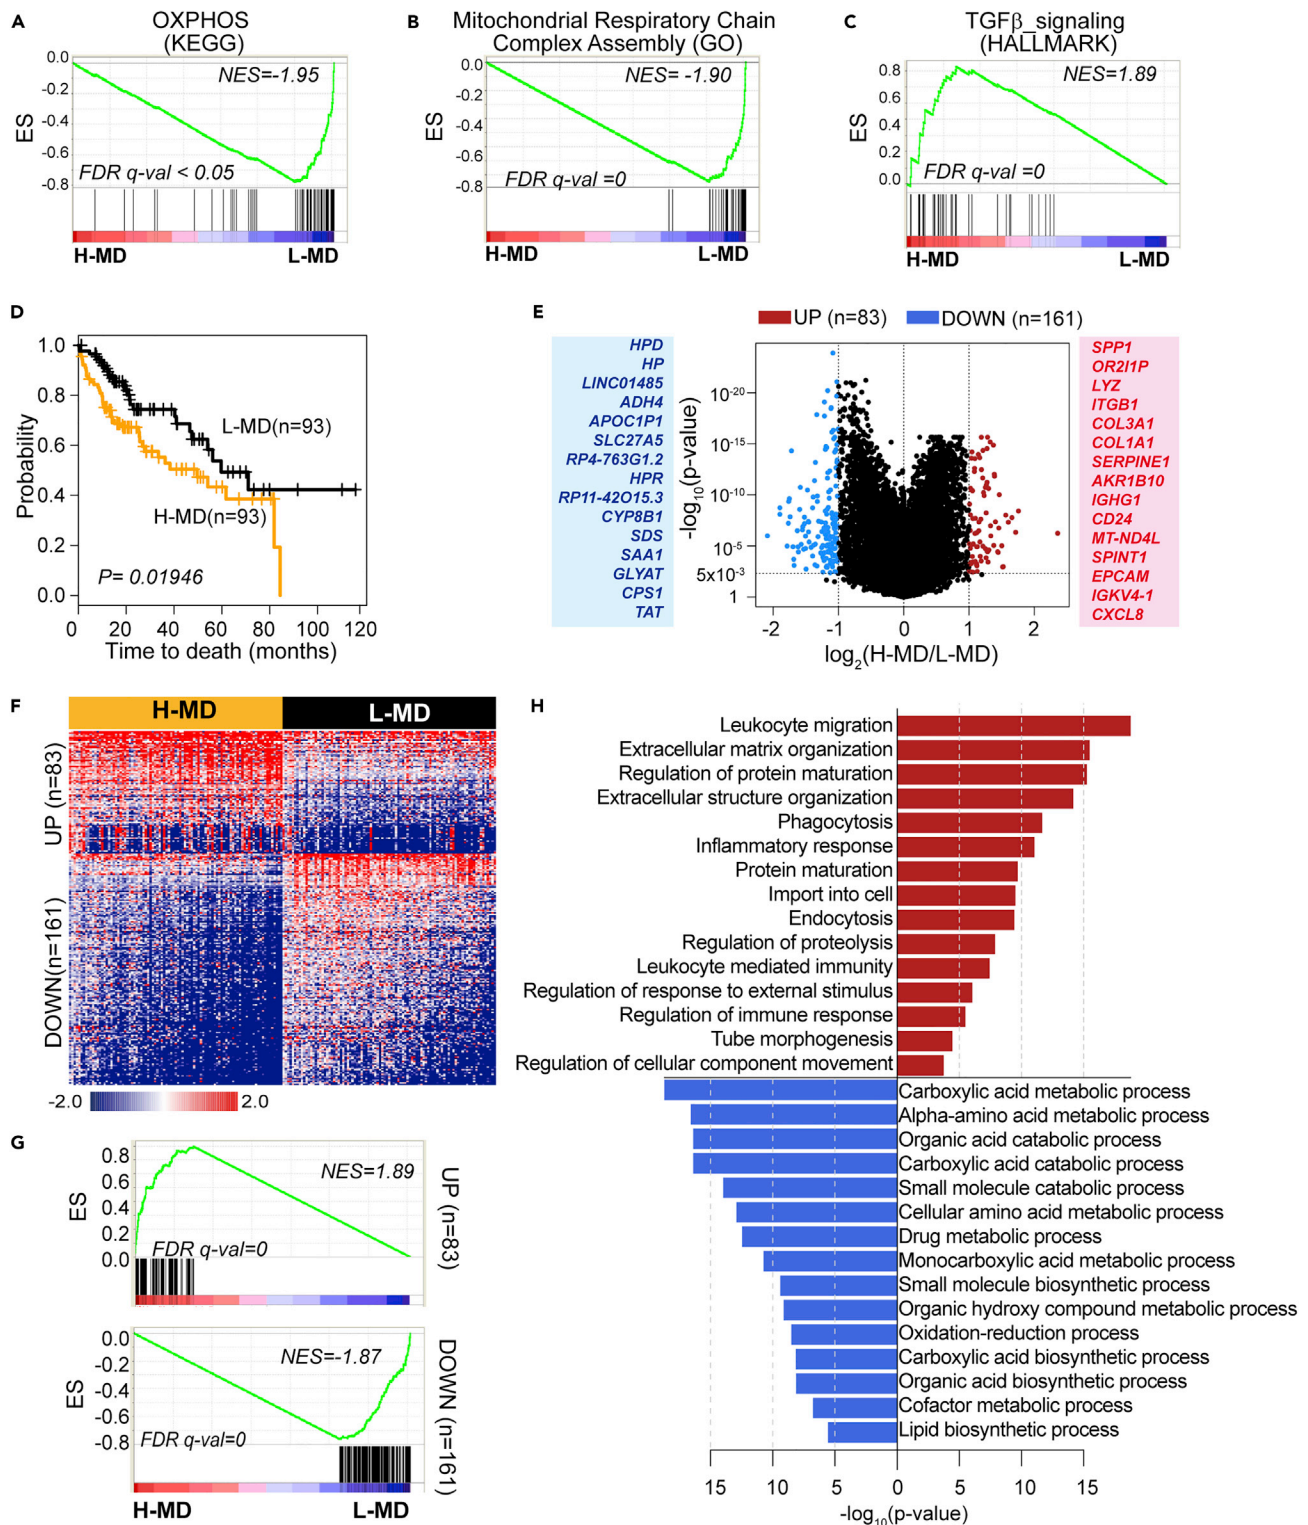 A
OXPHOS
(KEGG)
0.0
-0.2
-0.4
-0.6
-0.8
ES
NES=-1.95
FDR q-val < 0.05
H-MD
L-MD
B
Mitochondrial Respiratory Chain
Complex Assembly (GO)
0.0
-0.2
-0.4
-0.6
-0.8
ES
NES= -1.90
FDR q-val =0
H-MD
L-MD
C
TGFβ_signaling
(HALLMARK)
0.8
0.6
0.4
0.2
0.0
ES
NES=1.89
FDR q-val =0
H-MD
L-MD
D
1.0
0.8
0.6
0.4
0.2
0.0
Probability
L-MD(n=93)
H-MD(n=93)
P= 0.01946
0 20 40 60 80 100 120
Time to death (months)
E
UP (n=83) DOWN (n=161)
HPD
HP
LINC01485
ADH4
APOC1P1
SLC27A5
RP4-763G1.2
HPR
RP11-42O15.3
CYP8B1
SDS
SAA1
GLYAT
CPS1
TAT
-log10(p-value)
10-20
10-15
10-10
10-5
5x10-3
1
-2 -1 0 1 2
log2(H-MD/L-MD)
SPP1
OR2I1P
LYZ
ITGB1
COL3A1
COL1A1
SERPINE1
AKR1B10
IGHG1
CD24
MT-ND4L
SPINT1
EPCAM
IGKV4-1
CXCL8
F
H-MD
L-MD
UP (n=83)
DOWN(n=161)
-2.0
2.0
G
0.8
0.6
0.4
0.2
0.0
ES
NES=1.89
FDR q-val=0
UP (n=83)
0.0
-0.2
-0.4
-0.6
-0.8
ES
NES=-1.87
FDR q-val=0
DOWN (n=161)
H-MD
L-MD
H
Leukocyte migration
Extracellular matrix organization
Regulation of protein maturation
Extracellular structure organization
Phagocytosis
Inflammatory response
Protein maturation
Import into cell
Endocytosis
Regulation of proteolysis
Leukocyte mediated immunity
Regulation of response to external stimulus
Regulation of immune response
Tube morphogenesis
Regulation of cellular component movement
Carboxylic acid metabolic process
Alpha-amino acid metabolic process
Organic acid catabolic process
Carboxylic acid catabolic process
Small molecule catabolic process
Cellular amino acid metabolic process
Drug metabolic process
Monocarboxylic acid metabolic process
Small molecule biosynthetic process
Organic hydroxy compound metabolic process
Oxidation-reduction process
Carboxylic acid biosynthetic process
Organic acid biosynthetic process
Cofactor metabolic process
Lipid biosynthetic process
15 10 5 0 5 10 15
-log10(p-value)